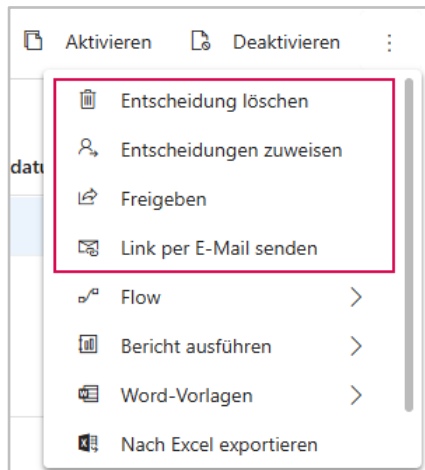 Aktivieren Deaktivieren
datu
Entscheidung löschen
Entscheidungen zuweisen
Freigeben
Link per E-Mail senden
Flow
Bericht ausführen
Word-Vorlagen
Nach Excel exportieren